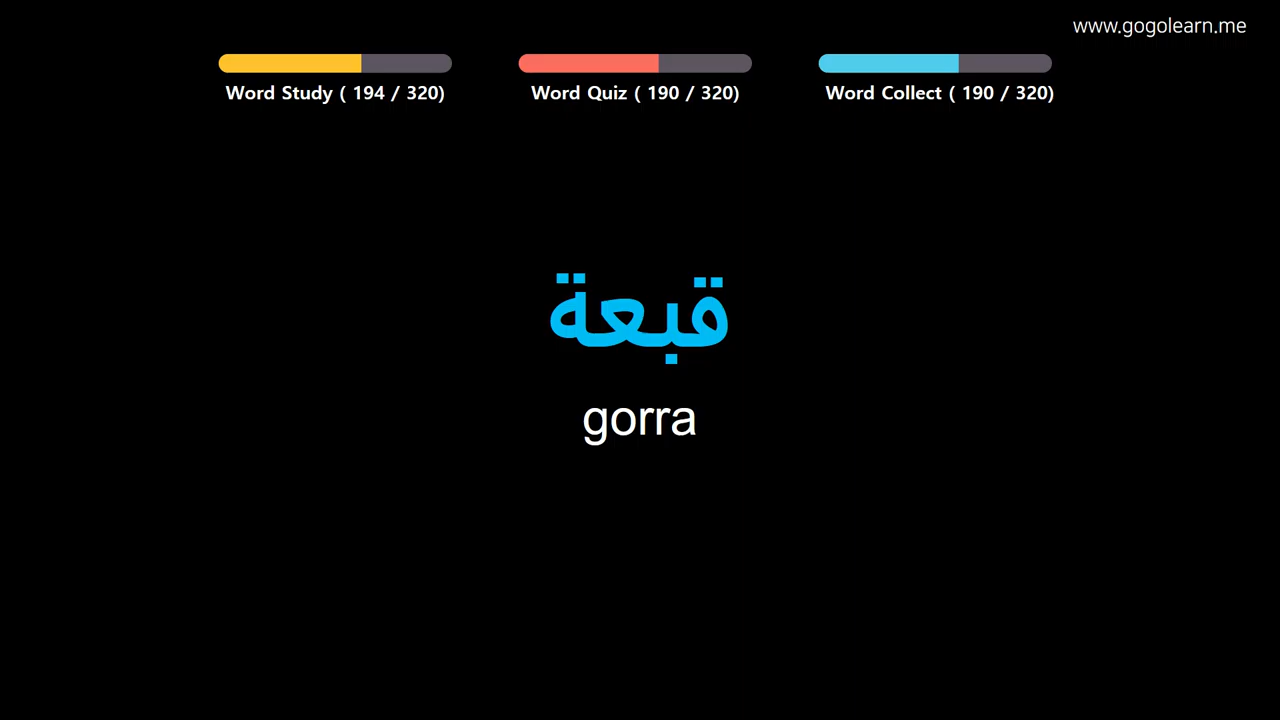 www.gogolearn.me
Word Study ( 194 / 320)
Word Quiz ( 190 / 320)
Word Collect ( 190 / 320)
قبعة
gorra